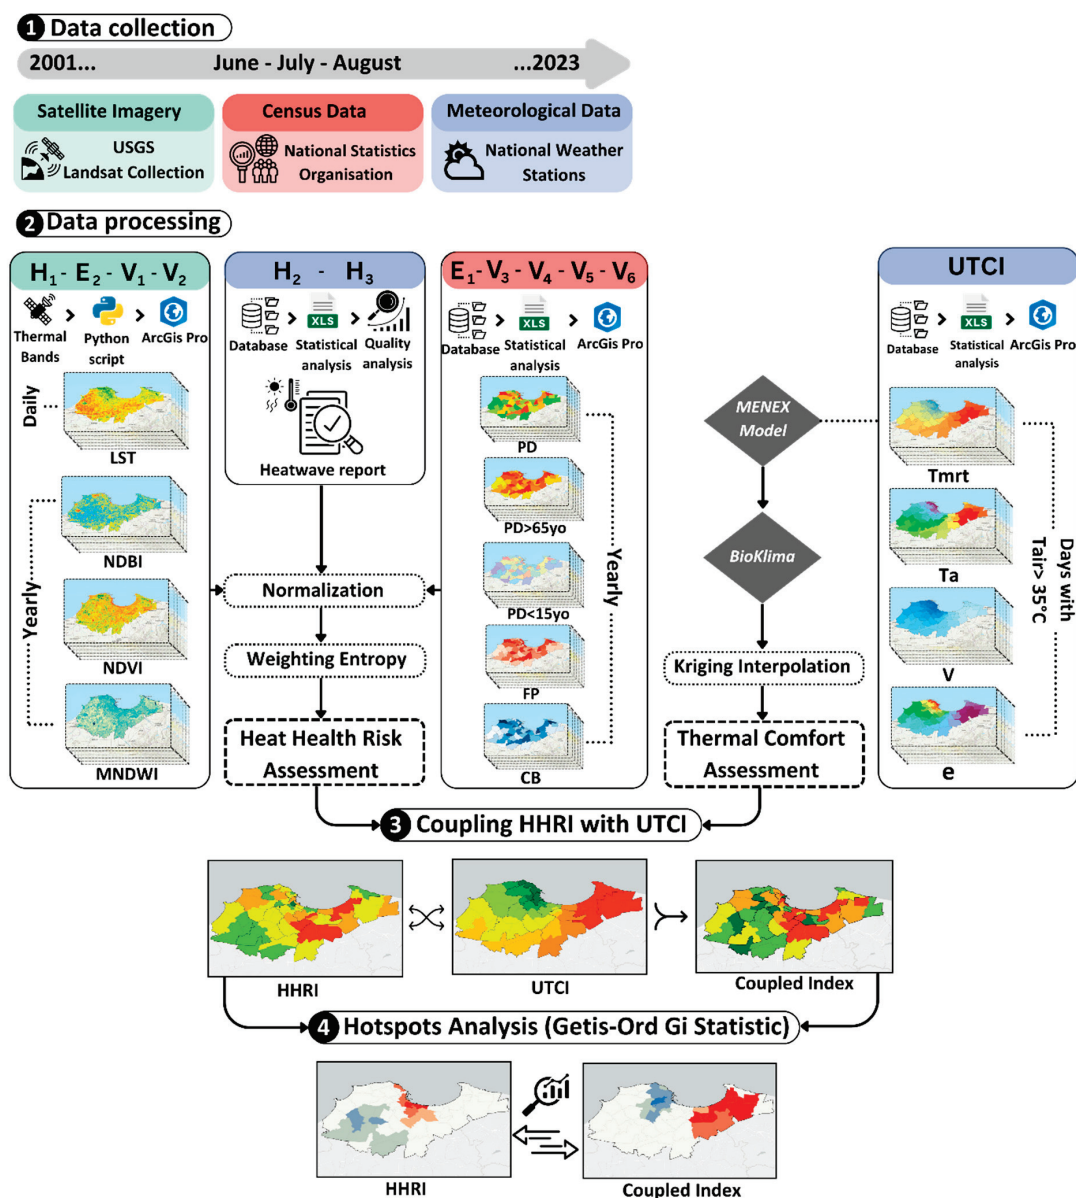 1 Data collection
2001... June - July - August ...2023
Satellite Imagery
USGS
Landsat Collection
Census Data
National Statistics
Organisation
Meteorological Data
National Weather
Stations
2 Data processing
H1 - E2 - V1 - V2
Thermal
Bands
Python
script
ArcGis Pro
Daily
LST
Yearly
NDBI
NDVI
MNDWI
H2 - H3
Database
XLS
Statistical
analysis
Quality
analysis
Heatwave report
Normalization
Weighting Entropy
Heat Health Risk
Assessment
E1 - V3 - V4 - V5 - V6
Database
XLS
Statistical
analysis
ArcGis Pro
PD
PD>65yo
PD<15yo
FP
CB
Yearly
MENEX
Model
BioKlima
Kriging Interpolation
Thermal Comfort
Assessment
UTCI
Database
XLS
Statistical
analysis
ArcGis Pro
Tmrt
Ta
V
e
Days with
Tair> 35°C
3 Coupling HHRI with UTCI
HHRI
UTCI
Coupled Index
4 Hotspots Analysis (Getis-Ord Gi Statistic)
HHRI
Coupled Index